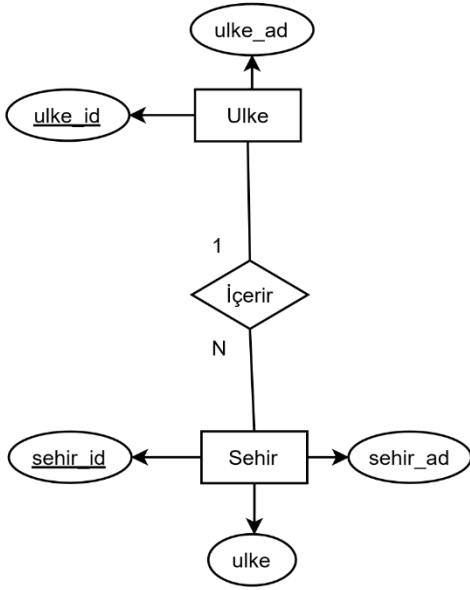 ulke_ad
ulke_id
Ulke
1
İçerir
N
sehir_id
Sehir
sehir_ad
ulke